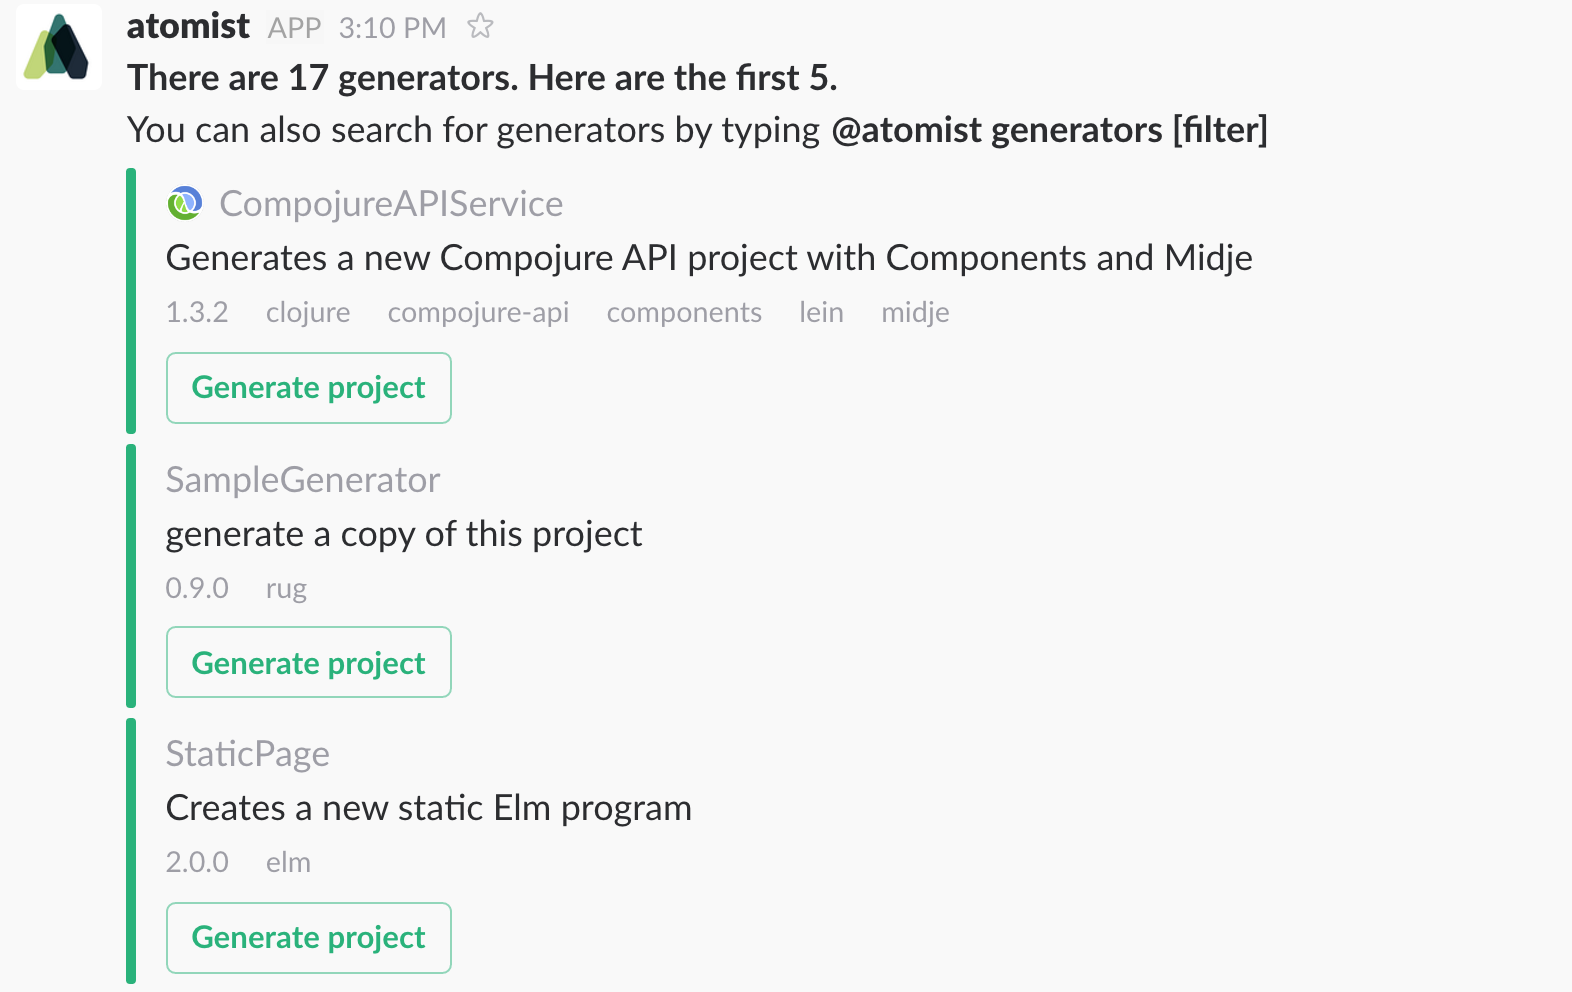 atomist APP 3:10 PM
There are 17 generators. Here are the first 5.
You can also search for generators by typing @atomist generators [filter]
CompojureAPIService
Generates a new Compojure API project with Components and Midje
1.3.2 clojure compojure-api components lein midje
Generate project
SampleGenerator
generate a copy of this project
0.9.0 rug
Generate project
StaticPage
Creates a new static Elm program
2.0.0 elm
Generate project